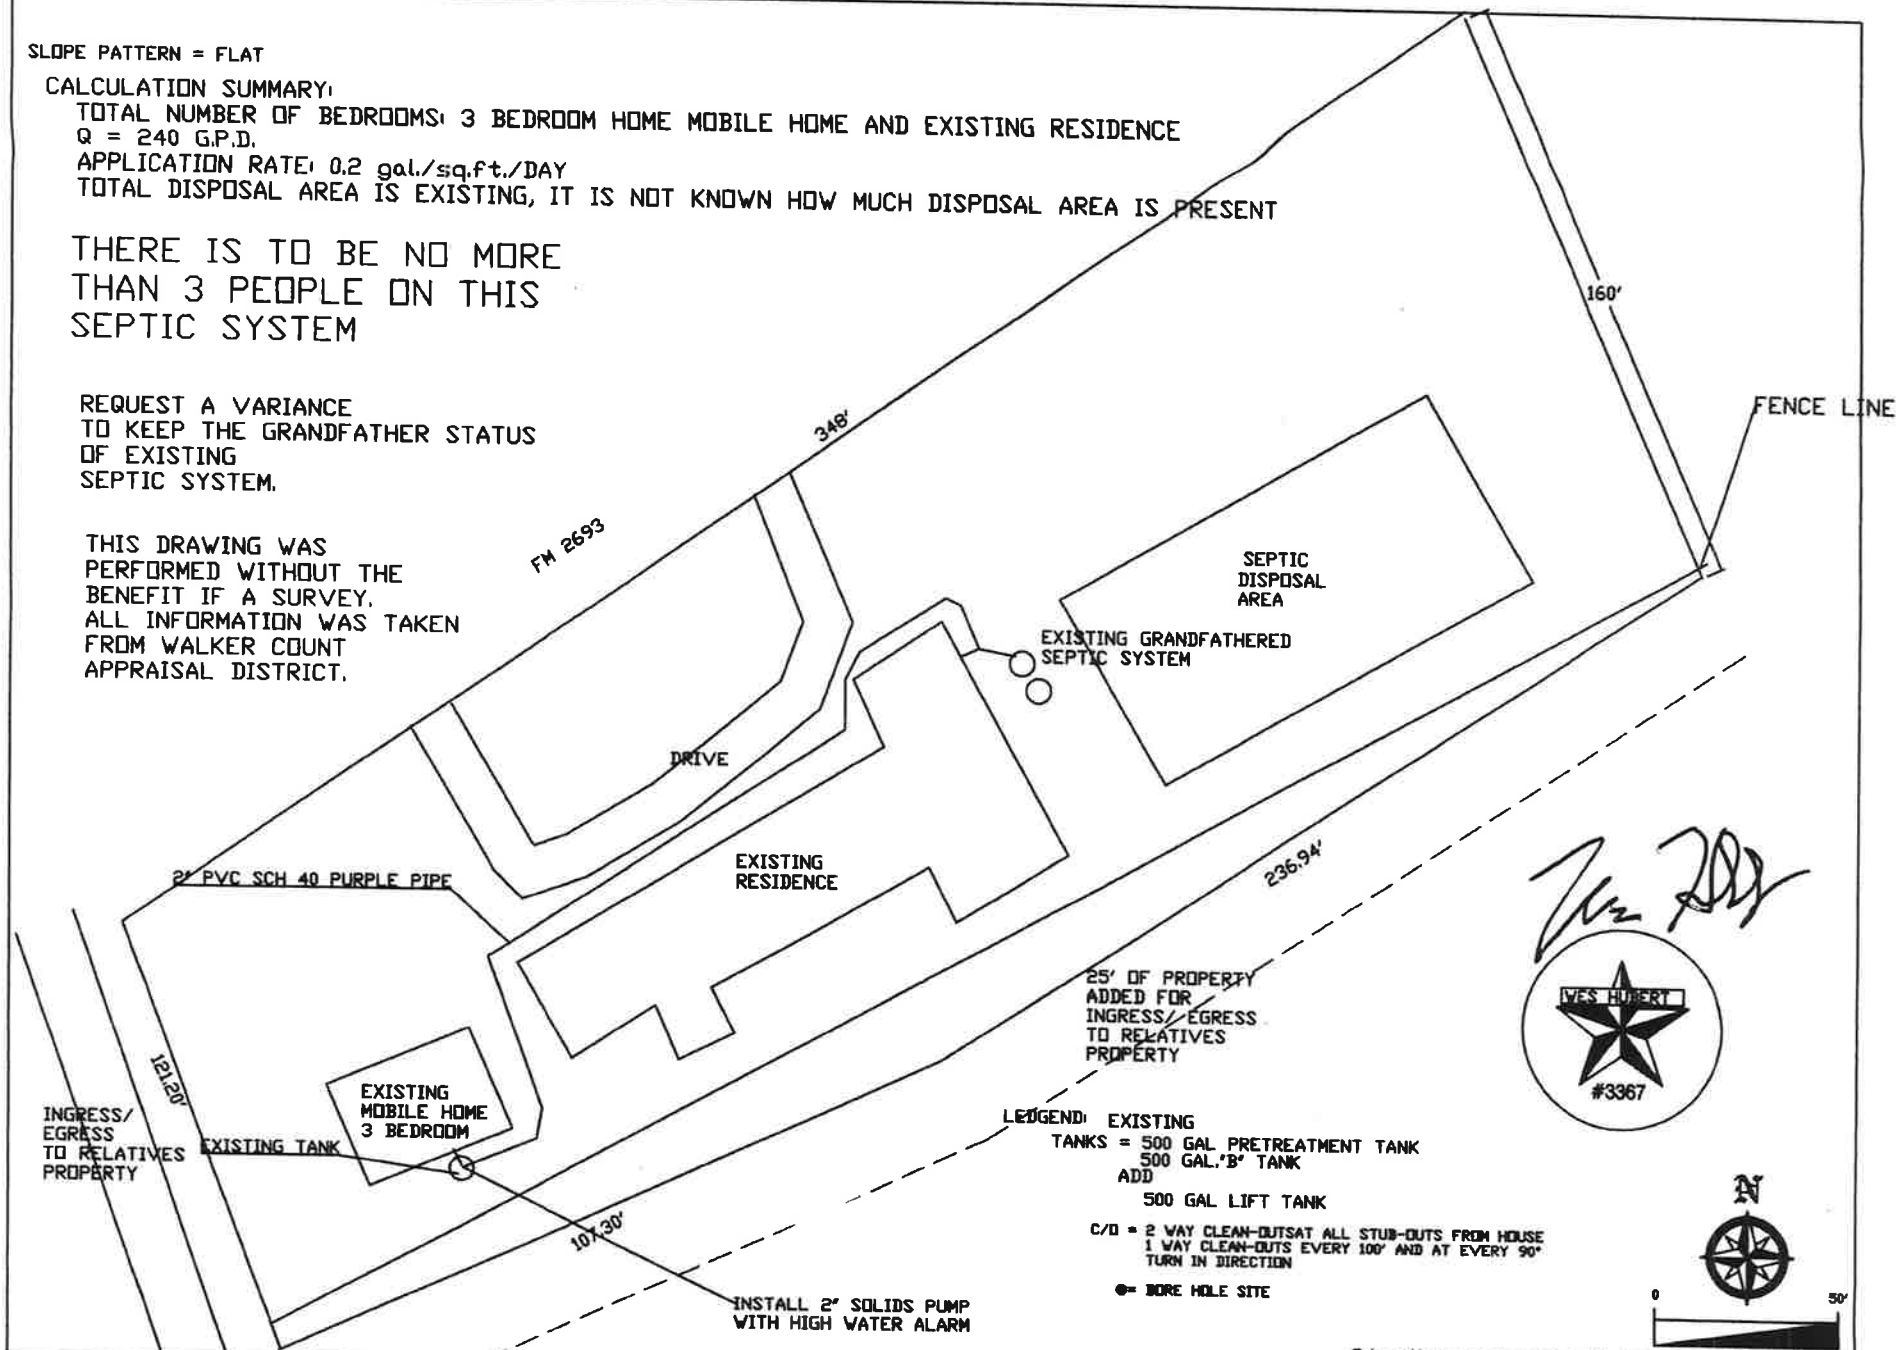 SLOPE PATTERN = FLAT
CALCULATION SUMMARY:
TOTAL NUMBER OF BEDROOMS: 3 BEDROOM HOME MOBILE HOME AND EXISTING RESIDENCE
Q = 240 G.P.D.
APPLICATION RATE: 0.2 gal./sq.ft./DAY
TOTAL DISPOSAL AREA IS EXISTING, IT IS NOT KNOWN HOW MUCH DISPOSAL AREA IS PRESENT
THERE IS TO BE NO MORE
THAN 3 PEOPLE ON THIS
SEPTIC SYSTEM
REQUEST A VARIANCE
TO KEEP THE GRANDFATHER STATUS
OF EXISTING
SEPTIC SYSTEM.
THIS DRAWING WAS
PERFORMED WITHOUT THE
BENEFIT IF A SURVEY.
ALL INFORMATION WAS TAKEN
FROM WALKER COUNT
APPRAISAL DISTRICT.
160'
FENCE LINE
348'
FM 2693
SEPTIC
DISPOSAL
AREA
EXISTING GRANDFATHERED
SEPTIC SYSTEM
DRIVE
EXISTING
RESIDENCE
2" PVC SCH 40 PURPLE PIPE
236.94'
25' OF PROPERTY
ADDED FOR
INGRESS/EGRESS
TO RELATIVES
PROPERTY
WES HUBERT
#3367
121.20'
EXISTING
MOBILE HOME
3 BEDROOM
INGRESS/
EGRESS
TO RELATIVES
PROPERTY
EXISTING TANK
107.30'
INSTALL 2" SOLIDS PUMP
WITH HIGH WATER ALARM
LEDGEND: EXISTING
TANKS = 500 GAL PRETREATMENT TANK
500 GAL."B" TANK
ADD
500 GAL LIFT TANK
C/O = 2 WAY CLEAN-OUTSAT ALL STUB-OUTS FROM HOUSE
1 WAY CLEAN-OUTS EVERY 100' AND AT EVERY 90°
TURN IN DIRECTION
= BORE HOLE SITE
N
0 50'